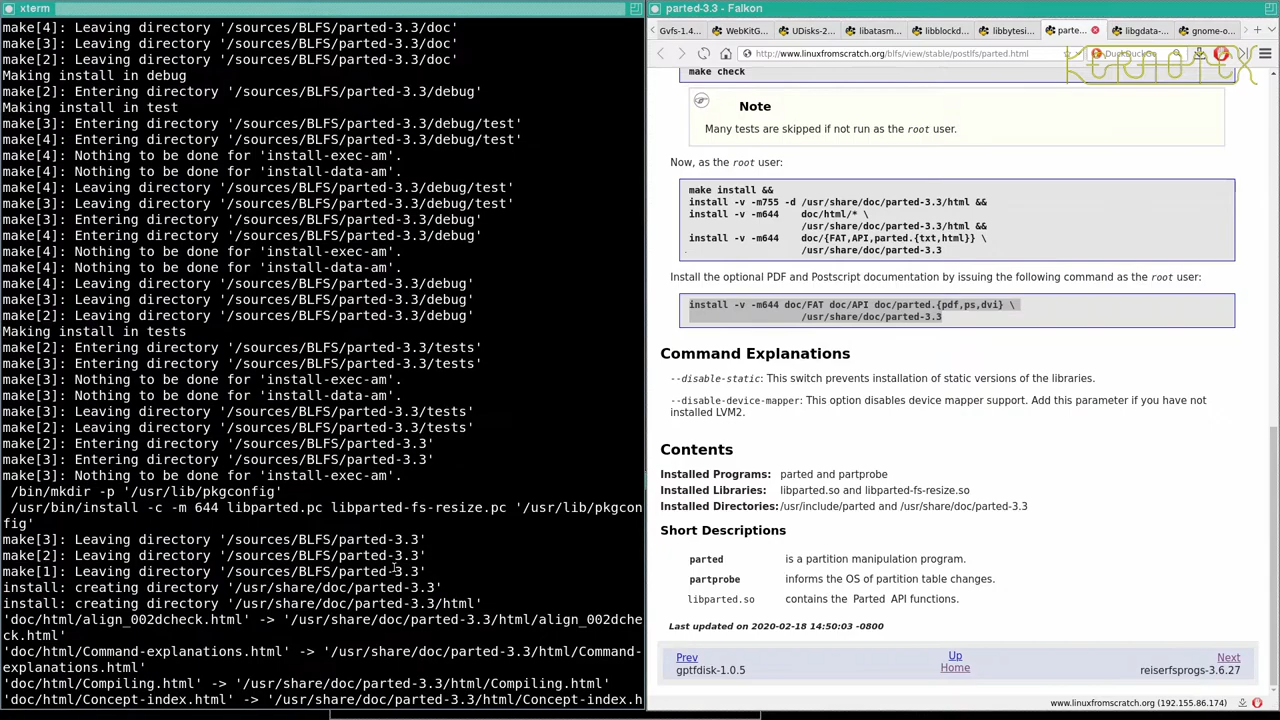 xterm
make[4]: Leaving directory '/sources/BLFS/parted-3.3/doc'
make[3]: Leaving directory '/sources/BLFS/parted-3.3/doc'
make[2]: Leaving directory '/sources/BLFS/parted-3.3/doc'
Making install in debug
make[2]: Entering directory '/sources/BLFS/parted-3.3/debug'
Making install in test
make[3]: Entering directory '/sources/BLFS/parted-3.3/debug/test'
make[4]: Entering directory '/sources/BLFS/parted-3.3/debug/test'
make[4]: Nothing to be done for 'install-exec-am'.
make[4]: Nothing to be done for 'install-data-am'.
make[4]: Leaving directory '/sources/BLFS/parted-3.3/debug/test'
make[3]: Leaving directory '/sources/BLFS/parted-3.3/debug/test'
make[3]: Entering directory '/sources/BLFS/parted-3.3/debug'
make[4]: Entering directory '/sources/BLFS/parted-3.3/debug'
make[4]: Nothing to be done for 'install-exec-am'.
make[4]: Nothing to be done for 'install-data-am'.
make[4]: Leaving directory '/sources/BLFS/parted-3.3/debug'
make[3]: Leaving directory '/sources/BLFS/parted-3.3/debug'
make[2]: Leaving directory '/sources/BLFS/parted-3.3/debug'
Making install in tests
make[2]: Entering directory '/sources/BLFS/parted-3.3/tests'
make[3]: Entering directory '/sources/BLFS/parted-3.3/tests'
make[3]: Nothing to be done for 'install-exec-am'.
make[3]: Nothing to be done for 'install-data-am'.
make[3]: Leaving directory '/sources/BLFS/parted-3.3/tests'
make[2]: Leaving directory '/sources/BLFS/parted-3.3/tests'
make[2]: Entering directory '/sources/BLFS/parted-3.3'
make[3]: Entering directory '/sources/BLFS/parted-3.3'
make[3]: Nothing to be done for 'install-exec-am'.
 /bin/mkdir -p '/usr/lib/pkgconfig'
 /usr/bin/install -c -m 644 libparted.pc libparted-fs-resize.pc '/usr/lib/pkgcon
fig'
make[3]: Leaving directory '/sources/BLFS/parted-3.3'
make[2]: Leaving directory '/sources/BLFS/parted-3.3'
make[1]: Leaving directory '/sources/BLFS/parted-3.3'
install: creating directory '/usr/share/doc/parted-3.3'
install: creating directory '/usr/share/doc/parted-3.3/html'
'doc/html/align_002dcheck.html' -> '/usr/share/doc/parted-3.3/html/align_002dche
ck.html'
'doc/html/Command-explanations.html' -> '/usr/share/doc/parted-3.3/html/Command-
explanations.html'
'doc/html/Compiling.html' -> '/usr/share/doc/parted-3.3/html/Compiling.html'
'doc/html/Concept-index.html' -> '/usr/share/doc/parted-3.3/html/Concept-index.h
parted-3.3 - Falkon
Gvfs-1.4... WebKitG... UDisks-2... libatasm... libblockd... libbytesi... parte... libgdata-... gnome-o...
http://www.linuxfromscratch.org/blfs/view/stable/postlfs/parted.html
DuckDuckGo
KERNOTEX
make check
Note
Many tests are skipped if not run as the root user.
Now, as the root user:
make install &&
install -v -m755 -d /usr/share/doc/parted-3.3/html &&
install -v -m644    doc/html/* \
/usr/share/doc/parted-3.3/html &&
install -v -m644    doc/{FAT,API,parted.{txt,html}} \
/usr/share/doc/parted-3.3
Install the optional PDF and Postscript documentation by issuing the following command as the root user:
install -v -m644 doc/FAT doc/API doc/parted.{pdf,ps,dvi} \
/usr/share/doc/parted-3.3
Command Explanations
--disable-static: This switch prevents installation of static versions of the libraries.
--disable-device-mapper: This option disables device mapper support. Add this parameter if you have not
installed LVM2.
Contents
Installed Programs: parted and partprobe
Installed Libraries: libparted.so and libparted-fs-resize.so
Installed Directories: /usr/include/parted and /usr/share/doc/parted-3.3
Short Descriptions
parted is a partition manipulation program.
partprobe informs the OS of partition table changes.
libparted.so contains the Parted API functions.
Last updated on 2020-02-18 14:50:03 -0800
Prev Up Next
gptfdisk-1.0.5 Home reiserfsprogs-3.6.27
www.linuxfromscratch.org (192.155.86.174)